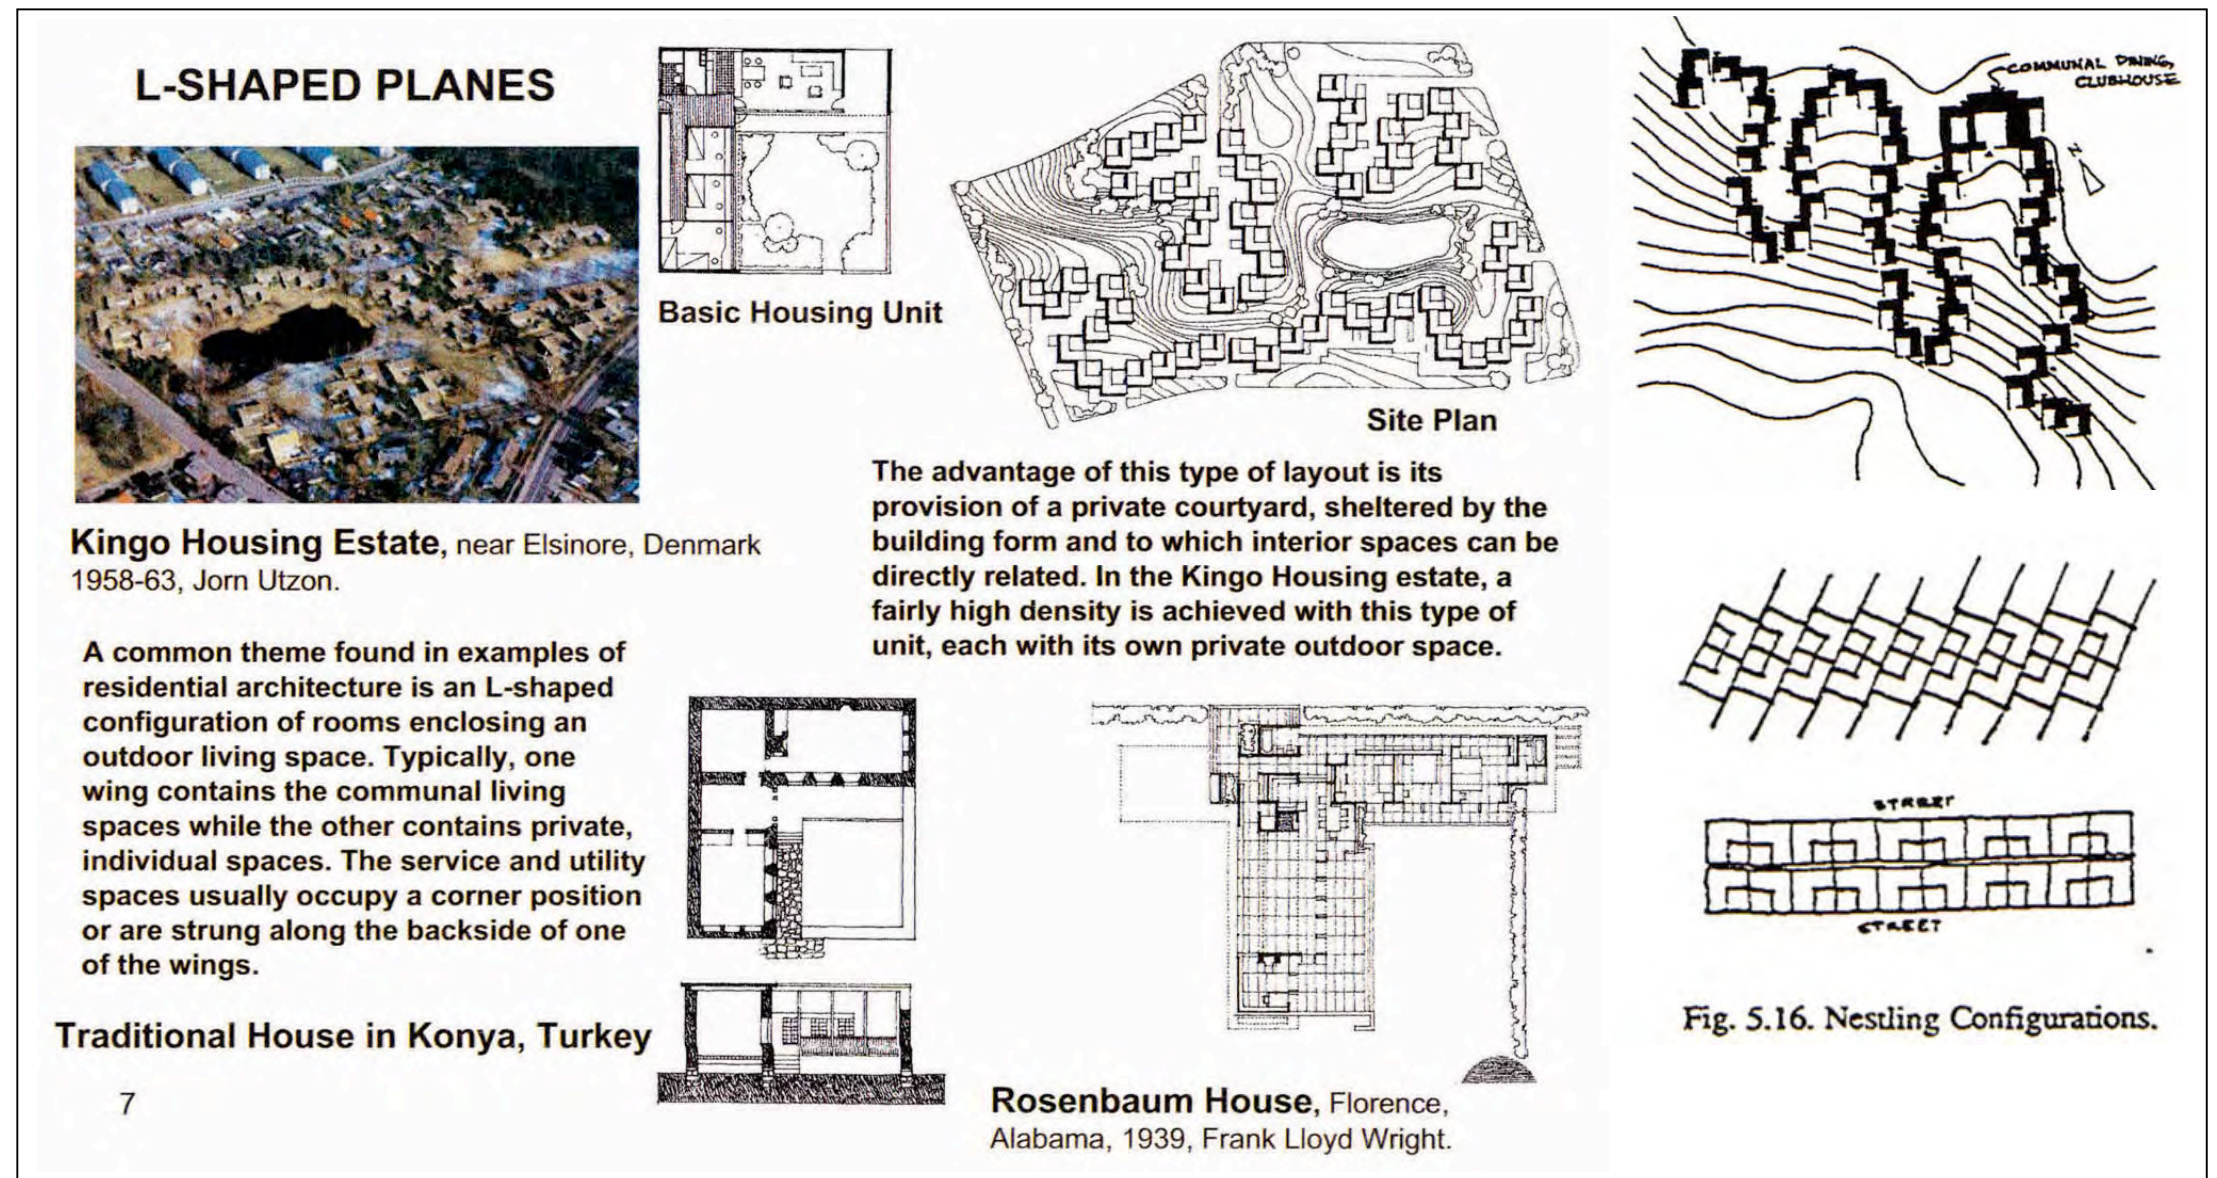 L-SHAPED PLANES
Basic Housing Unit
Site Plan
COMMUNAL DINING,
CLUBHOUSE
N
Kingo Housing Estate, near Elsinore, Denmark
1958-63, Jorn Utzon.
The advantage of this type of layout is its
provision of a private courtyard, sheltered by the
building form and to which interior spaces can be
directly related. In the Kingo Housing estate, a
fairly high density is achieved with this type of
unit, each with its own private outdoor space.
A common theme found in examples of
residential architecture is an L-shaped
configuration of rooms enclosing an
outdoor living space. Typically, one
wing contains the communal living
spaces while the other contains private,
individual spaces. The service and utility
spaces usually occupy a corner position
or are strung along the backside of one
of the wings.
Traditional House in Konya, Turkey
7
Rosenbaum House, Florence,
Alabama, 1939, Frank Lloyd Wright.
STREET
STREET
Fig. 5.16. Nestling Configurations.